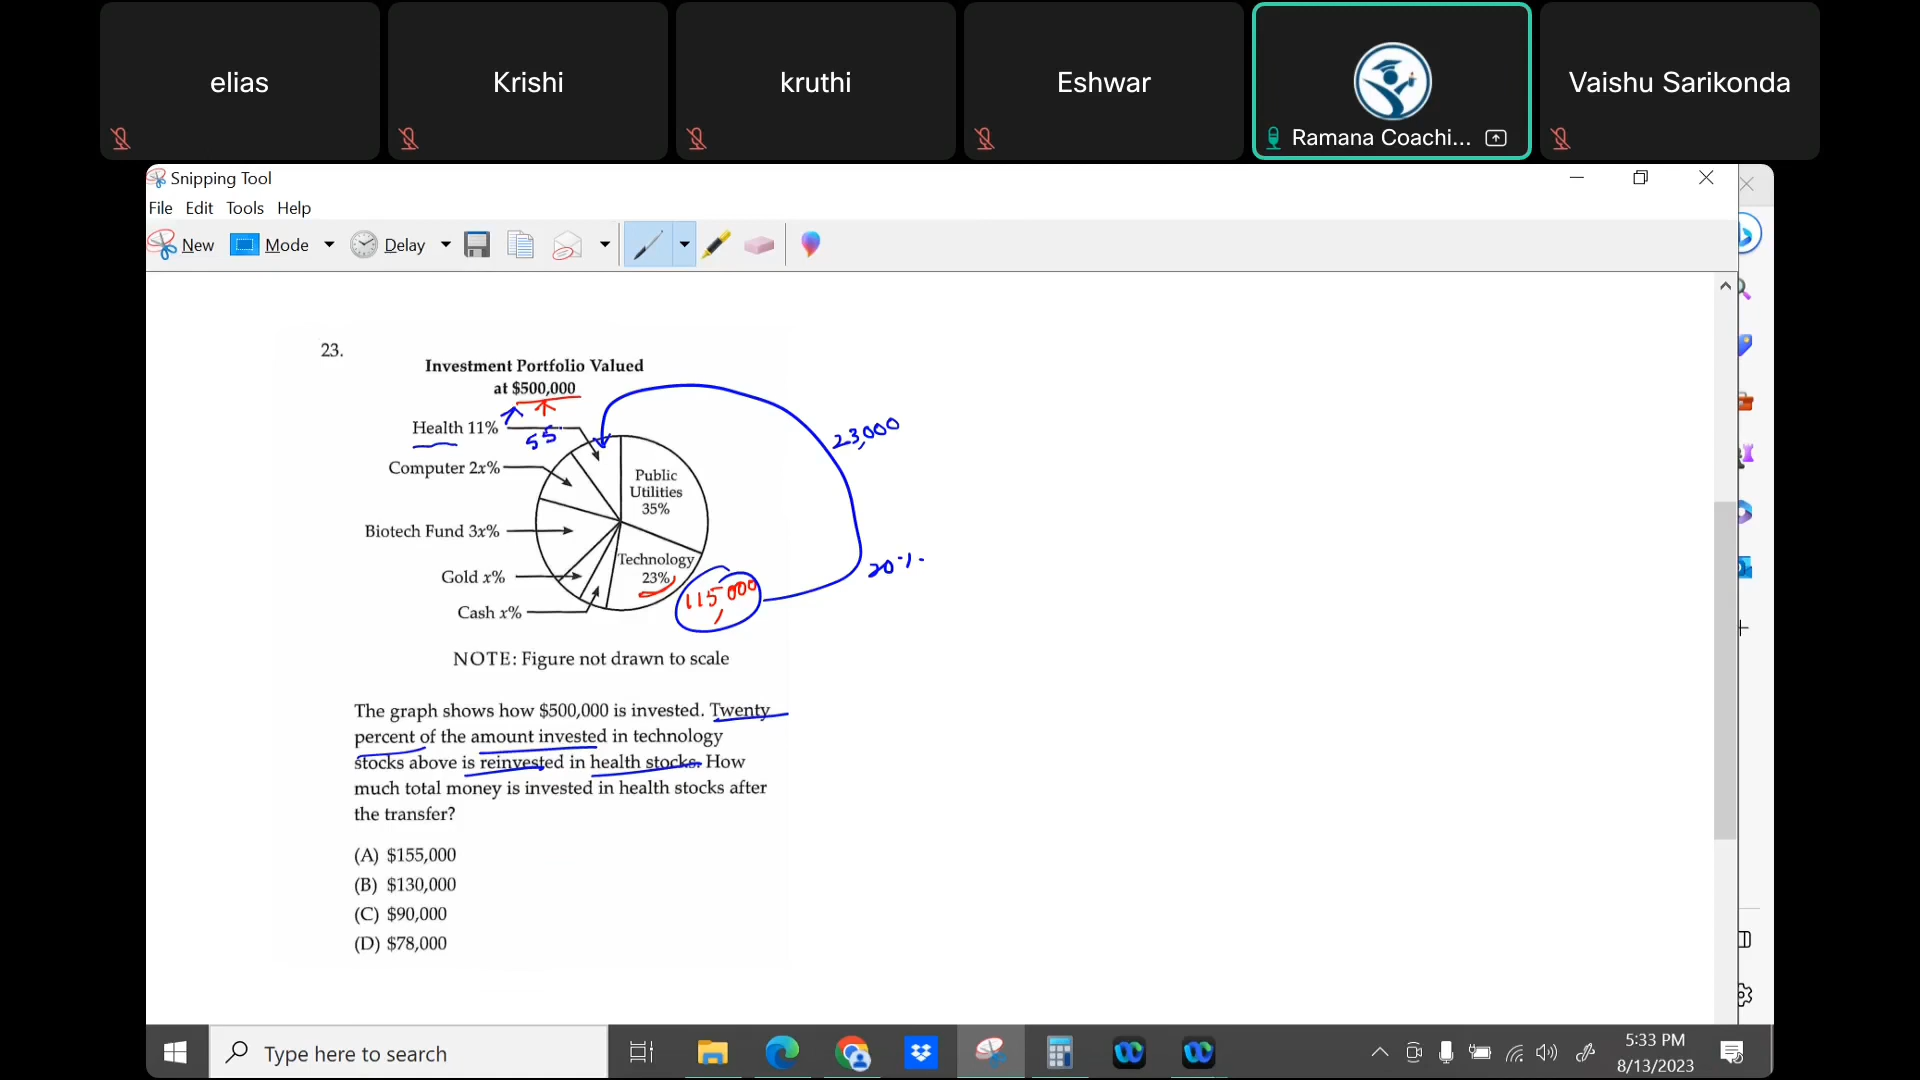 elias
Krishi
kruthi
Eshwar
Ramana Coachi...
Vaishu Sarikonda
Snipping Tool
File Edit Tools Help
New Mode Delay
23.
Investment Portfolio Valued
at $500,000
Health 11%
55
23,000
Computer 2x%
Public
Utilities
35%
Biotech Fund 3x%
Technology
23%
20%
Gold x%
115,000
Cash x%
NOTE: Figure not drawn to scale
The graph shows how $500,000 is invested. Twenty
percent of the amount invested in technology
stocks above is reinvested in health stocks. How
much total money is invested in health stocks after
the transfer?
(A) $155,000
(B) $130,000
(C) $90,000
(D) $78,000
Type here to search
5:33 PM
8/13/2023